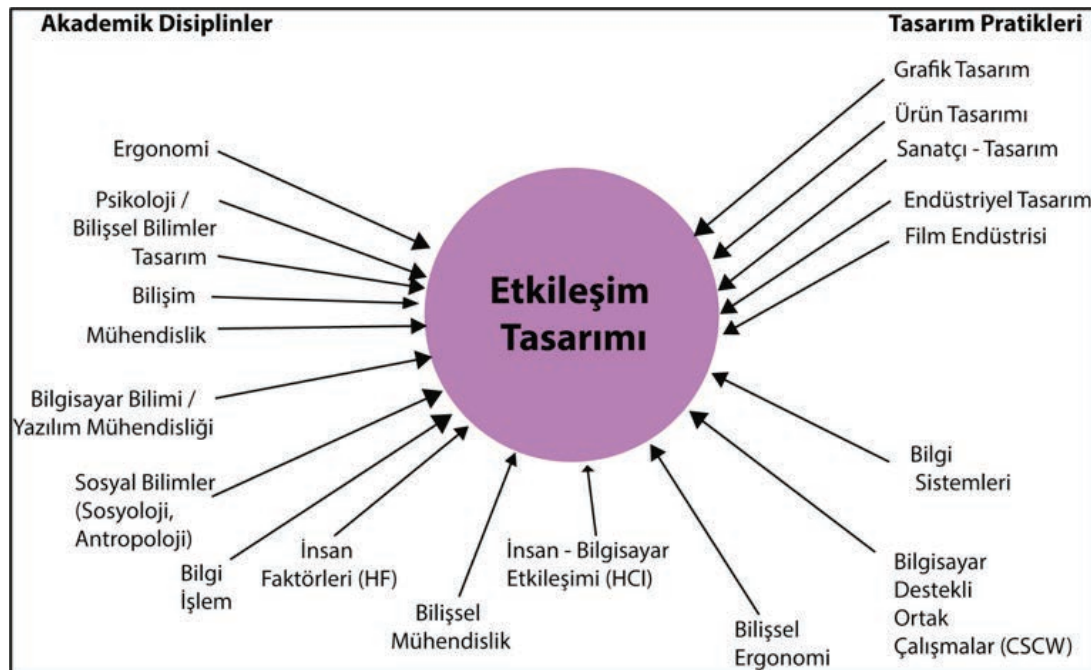 Akademik Disiplinler
Tasarım Pratikleri
Ergonomi
Psikoloji /
Bilişsel Bilimler
Tasarım
Bilişim
Mühendislik
Bilgisayar Bilimi /
Yazılım Mühendisliği
Sosyal Bilimler
(Sosyoloji,
Antropoloji)
Bilgi
İşlem
İnsan
Faktörleri (HF)
Bilişsel
Mühendislik
İnsan - Bilgisayar
Etkileşimi (HCI)
Bilişsel
Ergonomi
Bilgisayar
Destekli
Ortak
Çalışmalar (CSCW)
Bilgi
Sistemleri
Grafik Tasarım
Ürün Tasarımı
Sanatçı - Tasarım
Endüstriyel Tasarım
Film Endüstrisi
Etkileşim
Tasarımı